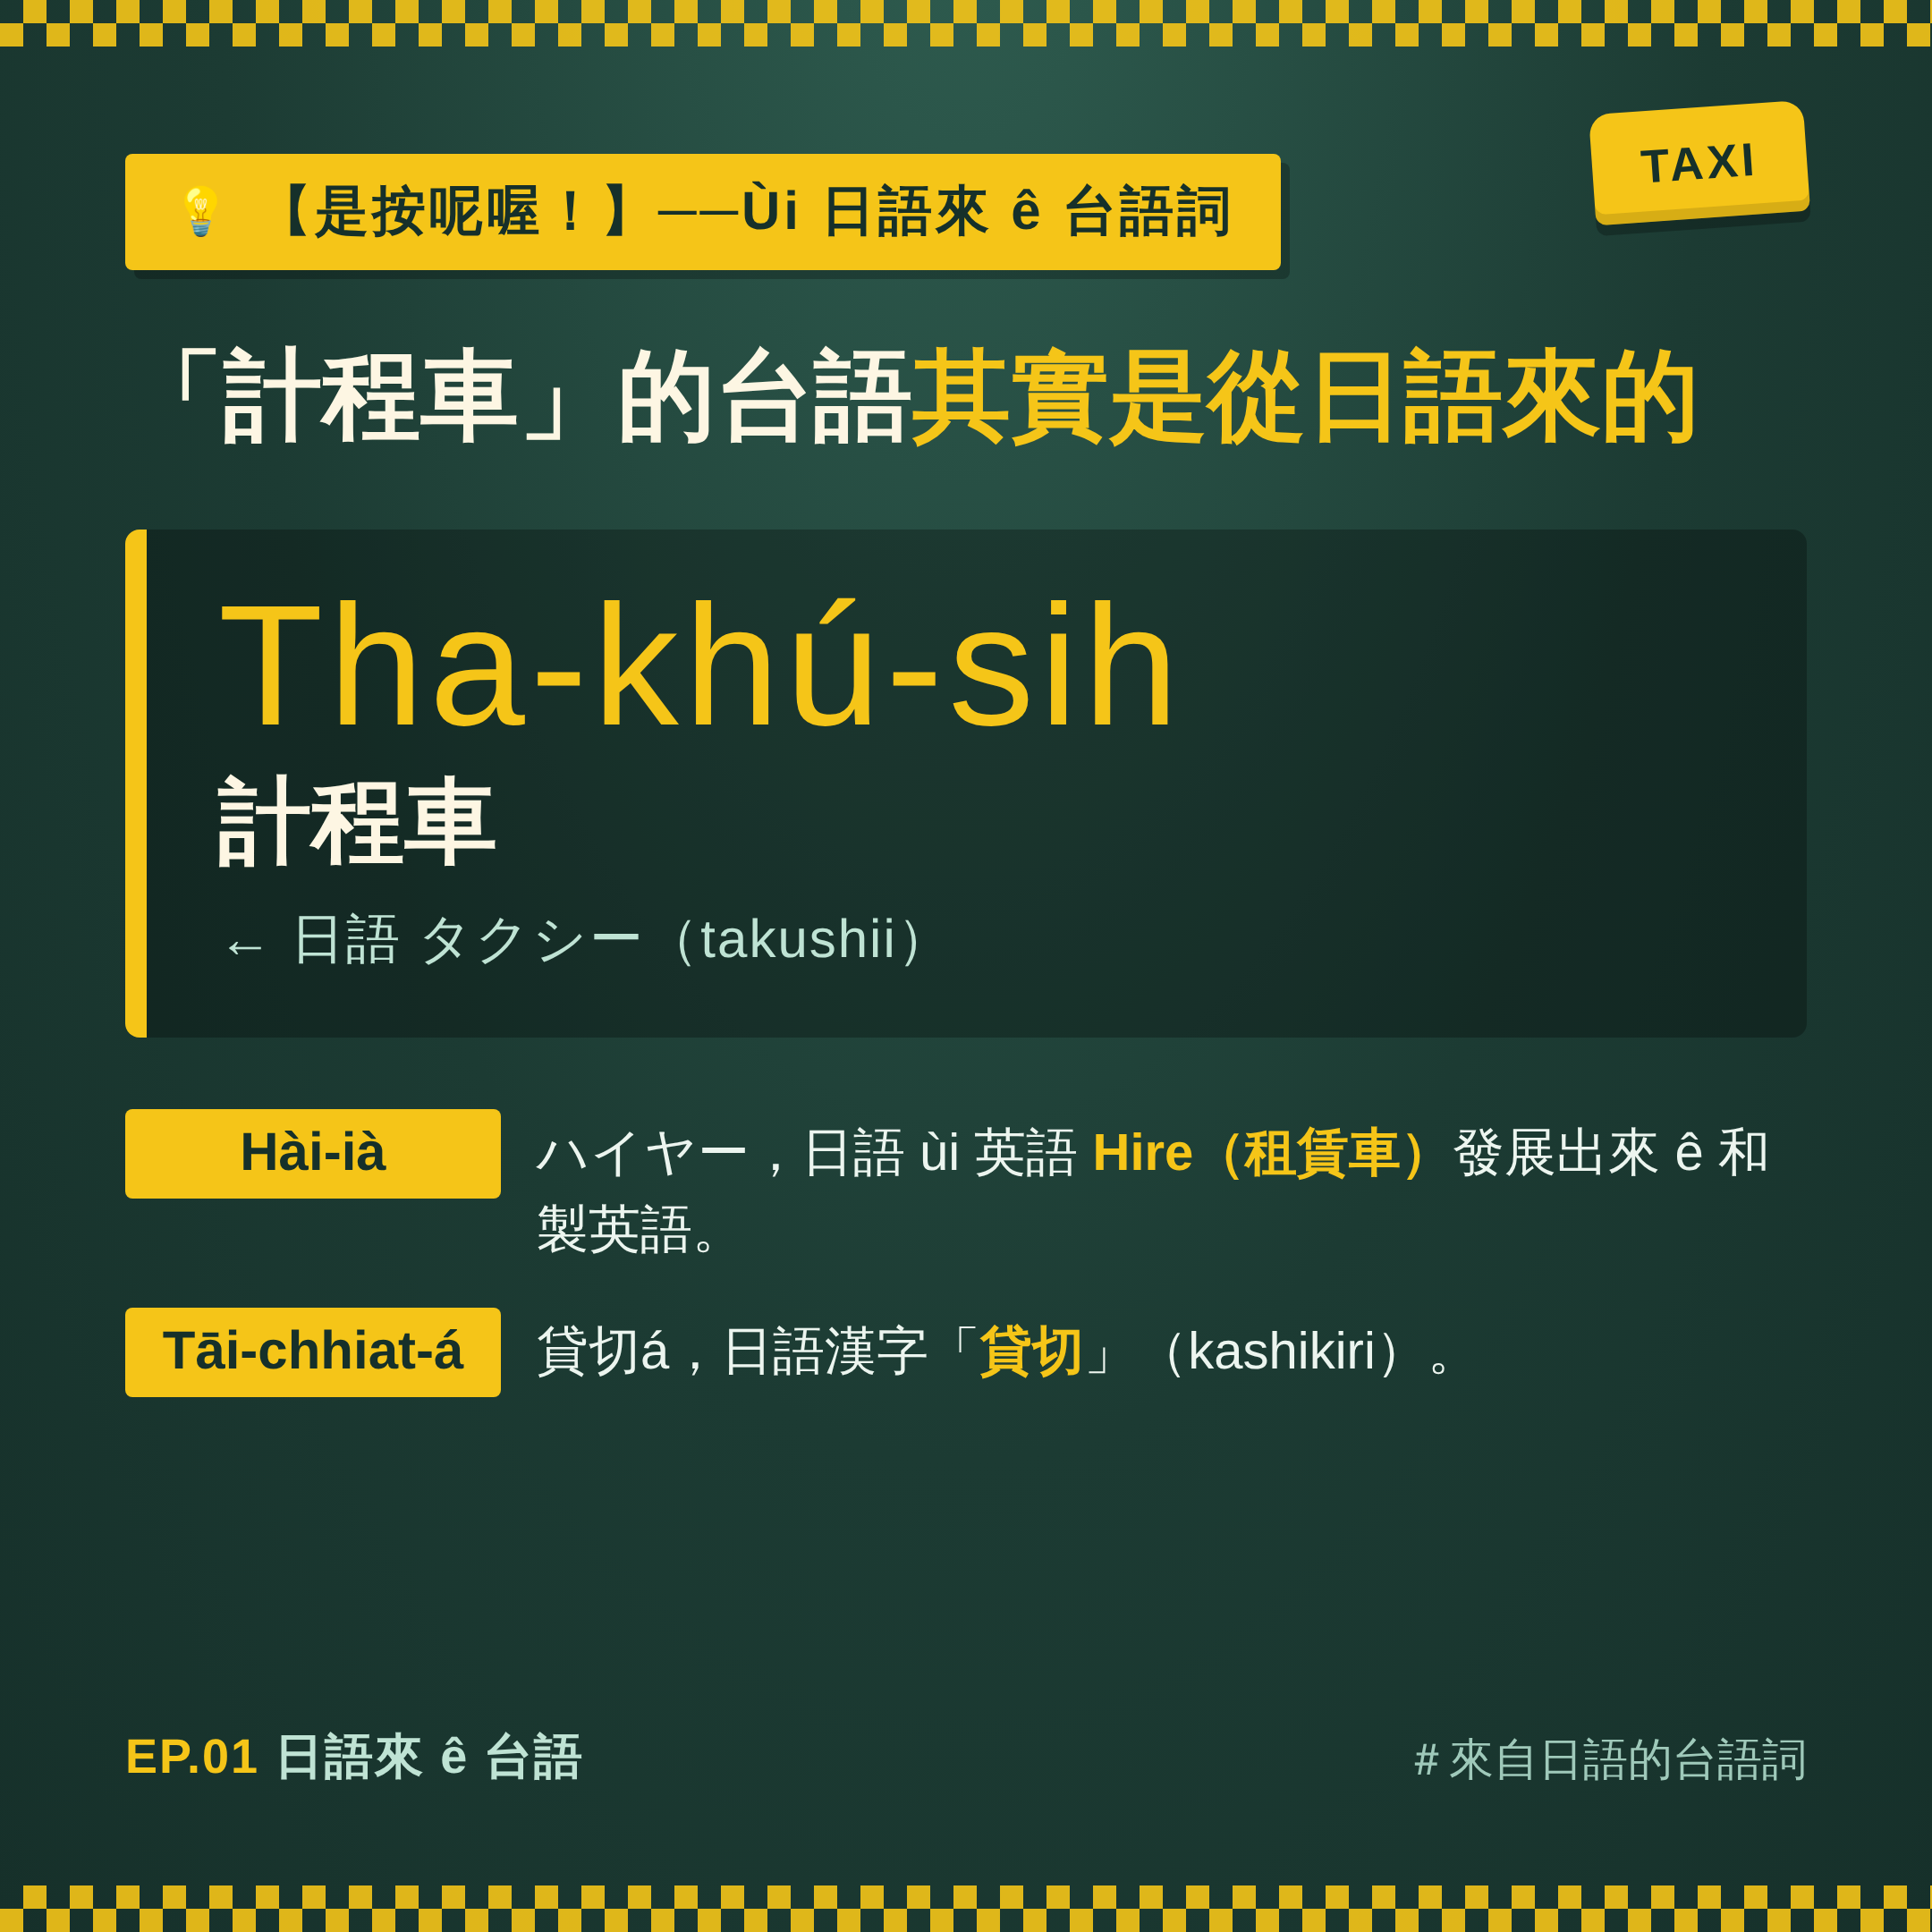 💡 【是按呢喔！】──Ùi 日語來 ê 台語詞
TAXI
「計程車」的台語其實是從日語來的
Tha-khú-sih
計程車
← 日語 タクシー（takushii）
Hài-ià
ハイヤー，日語 ùi 英語 Hire（租賃車）發展出來 ê 和
製英語。
Tāi-chhiat-á
貸切á，日語漢字「貸切」（kashikiri）。
EP.01 日語來 ê 台語
＃來自日語的台語詞